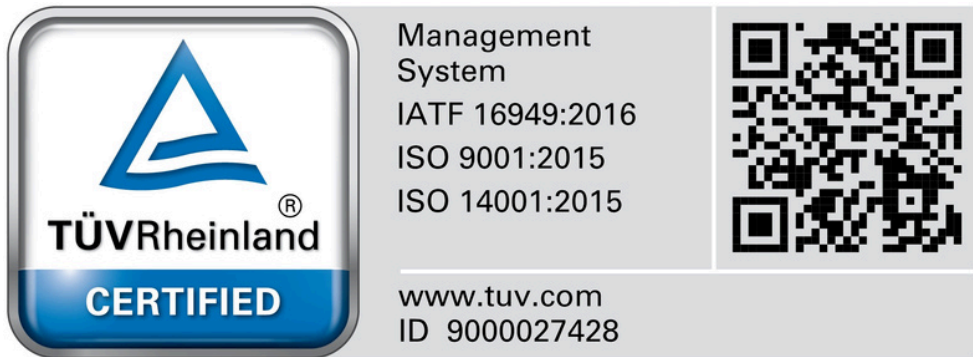 TÜVRheinland®
CERTIFIED
Management
System
IATF 16949:2016
ISO 9001:2015
ISO 14001:2015
www.tuv.com
ID 9000027428